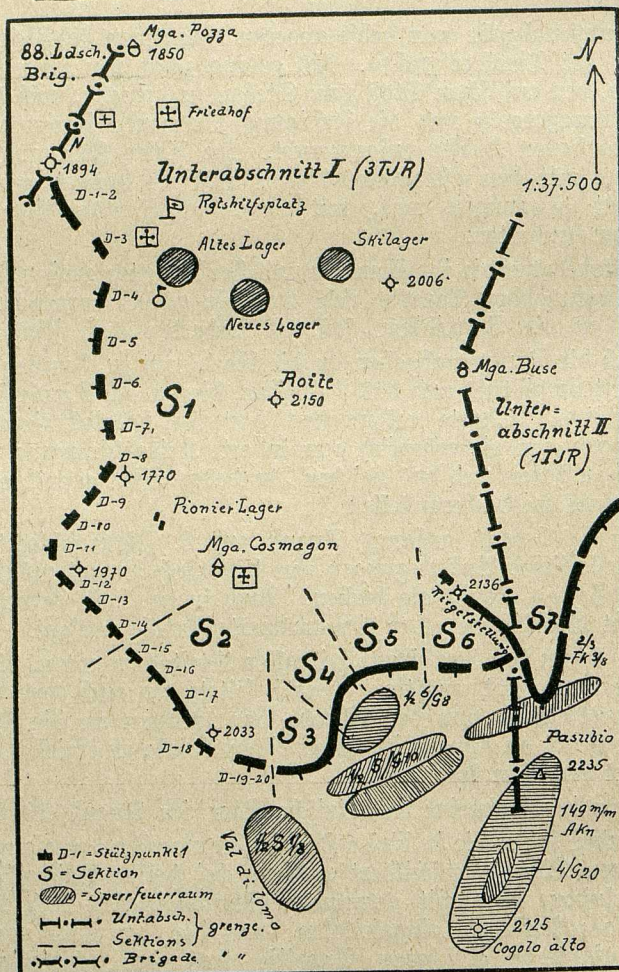 Mga. Pozza
1850
88. Ldsch.
Brig.
N
1:37.500
Friedhof
N
1894
Unterabschnitt I (3TJR)
D-1-2
Rgtshilfsplatz
D-3
Altes Lager
Skilager
2006
D-4
Neues Lager
D-5
Mga. Buse
D-6
S1
Roite
2150
Unter=
abschnitt II
(1TJR)
D-7
D-8
1770
D-9
D-10
Pionier Lager
D-11
Mga. Cosmagon
1970
D-12
D-13
2136
Riegelstellung
D-14
S2
S5
S6
S7
D-15
2/3
FK 3/8
D-16
S4
½ 6/G8
D-17
2033
S3
Pasubio
D-18
½ S/G10
2235
D-19-20
149 m/m
AKn
½ S 1/8
Val di lomo
4/G20
D-1 = Stützpunkt 1
S = Sektion
= Sperrfeuerraum
2125
Cogolo alto
Unt.absch.
Sektions
grenze.
Brigade " "